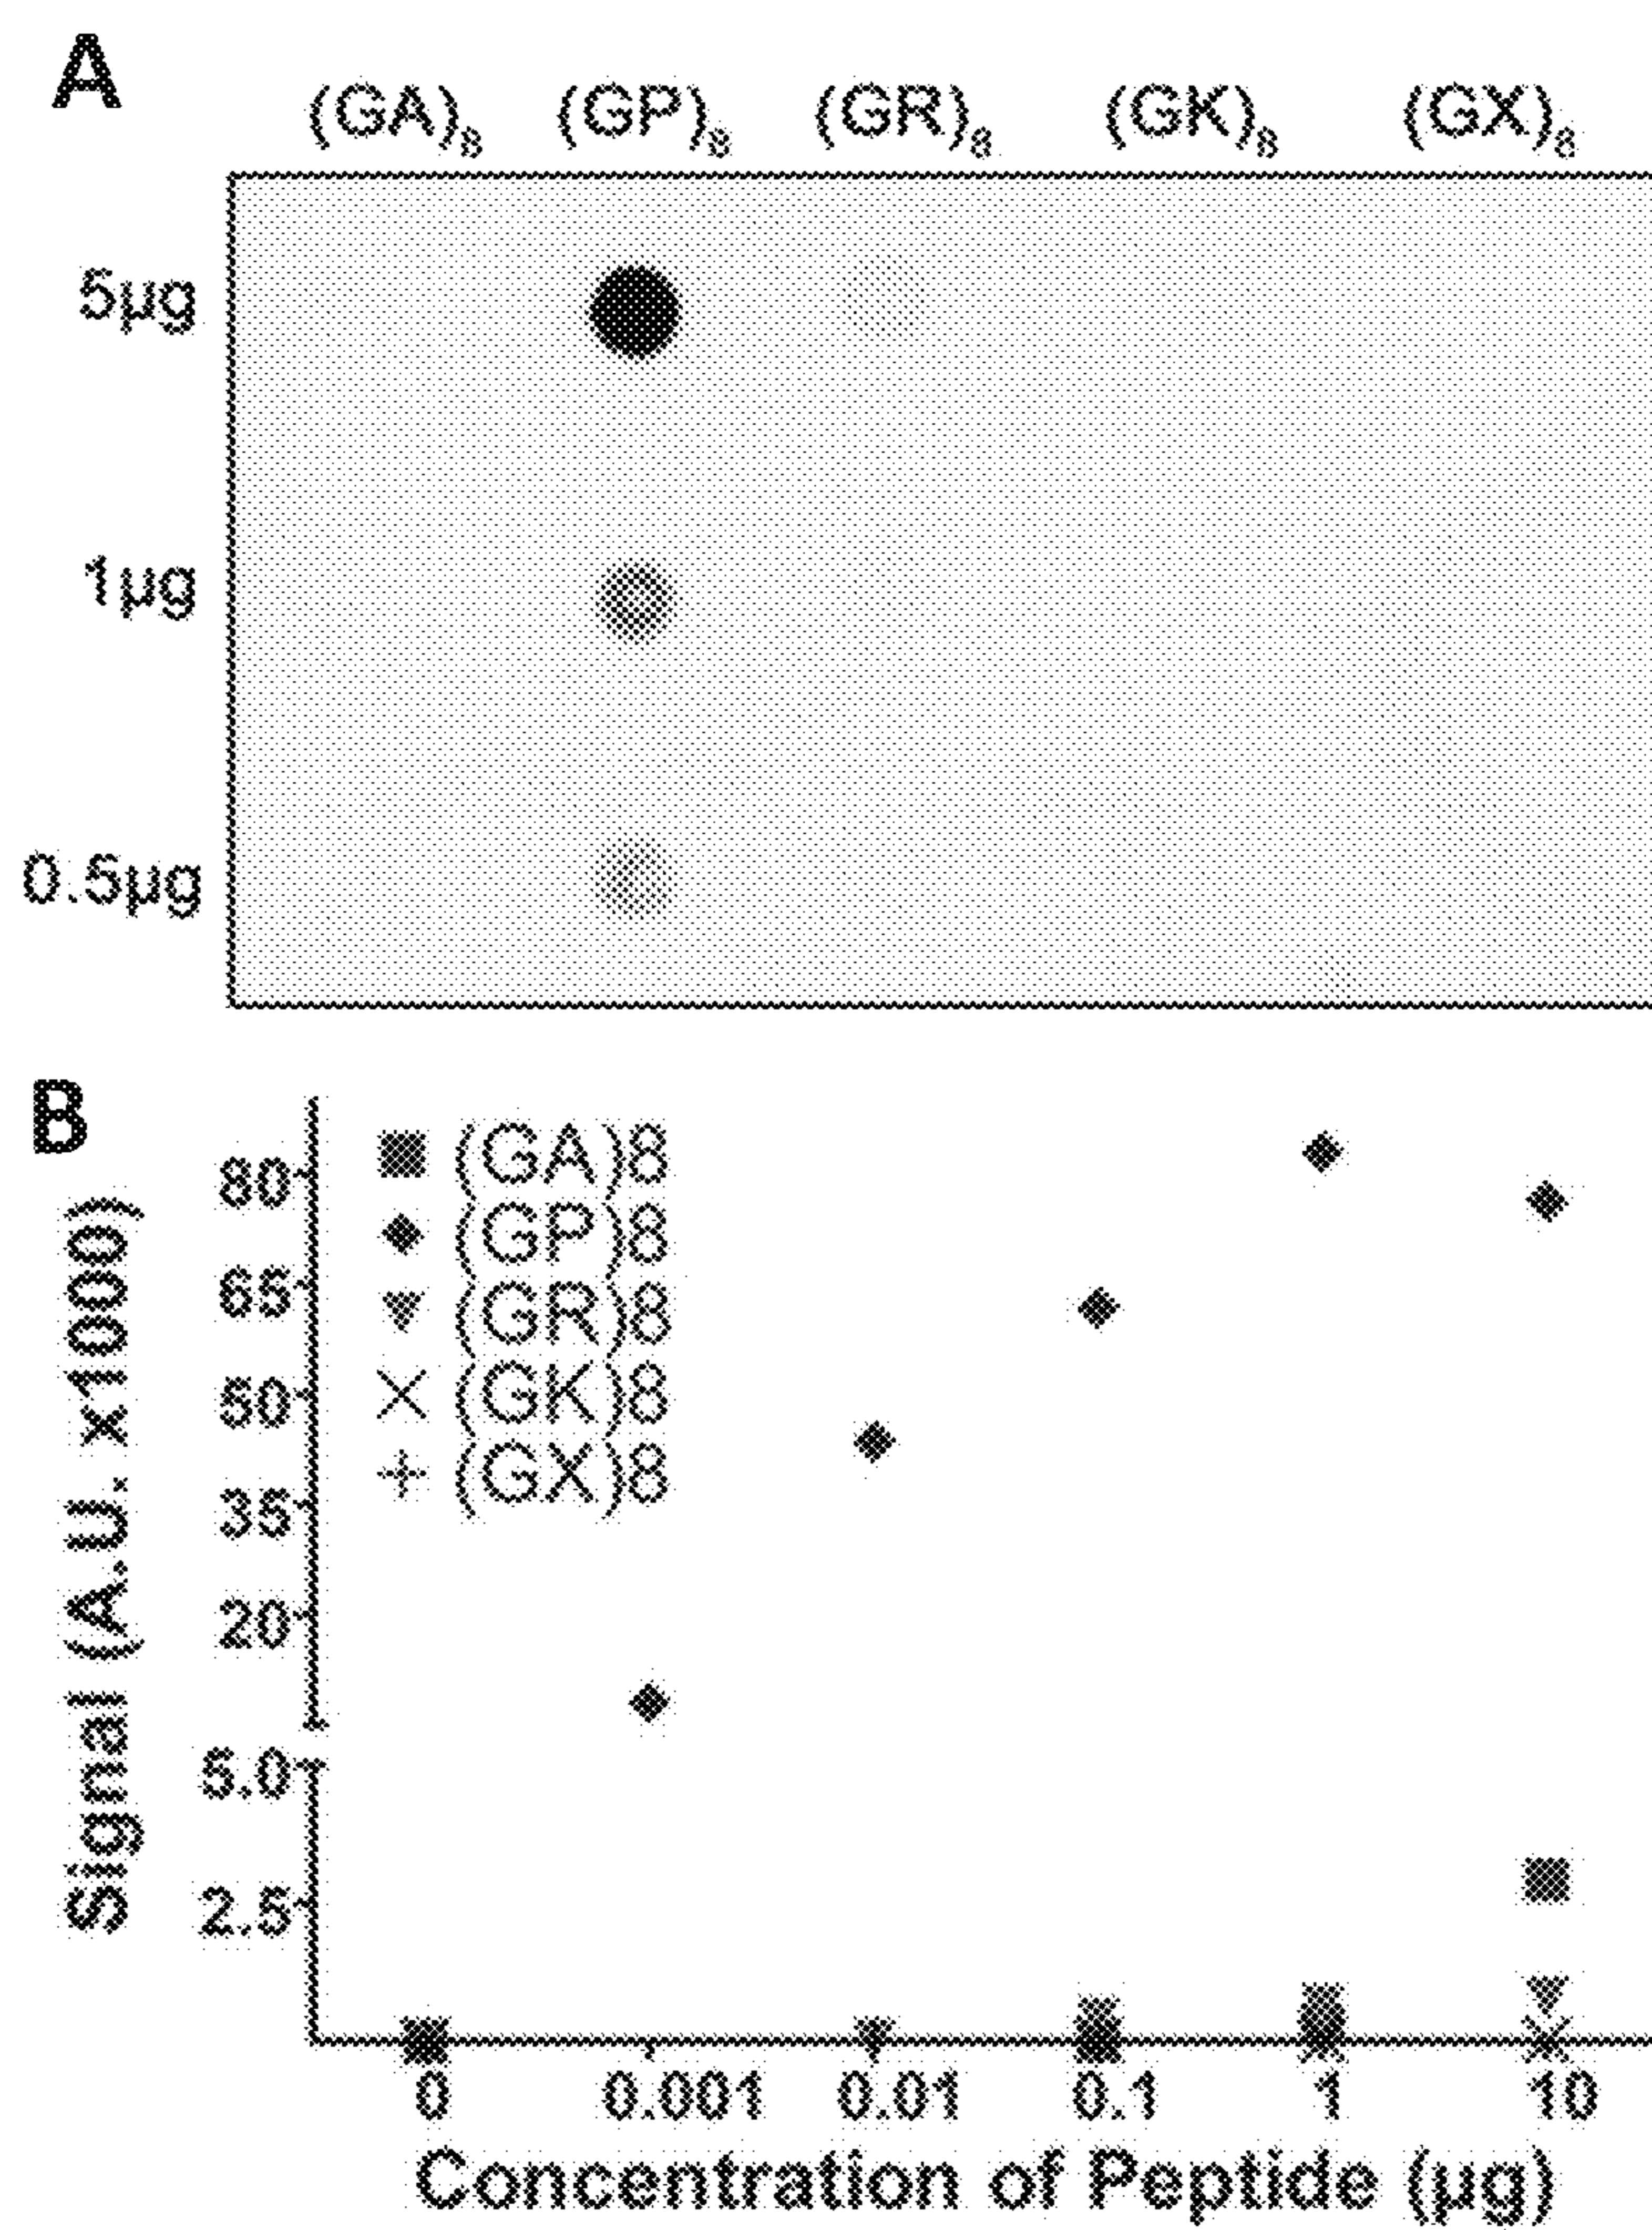 A
(GA)8 (GP)8 (GR)8 (GK)8 (GX)8
5µg
1µg
0.5µg
B
Signal (A.U. x1000)
80
65
50
35
20
5.0
2.5
(GA)8
(GP)8
(GR)8
(GK)8
(GX)8
0 0.001 0.01 0.1 1 10
Concentration of Peptide (µg)